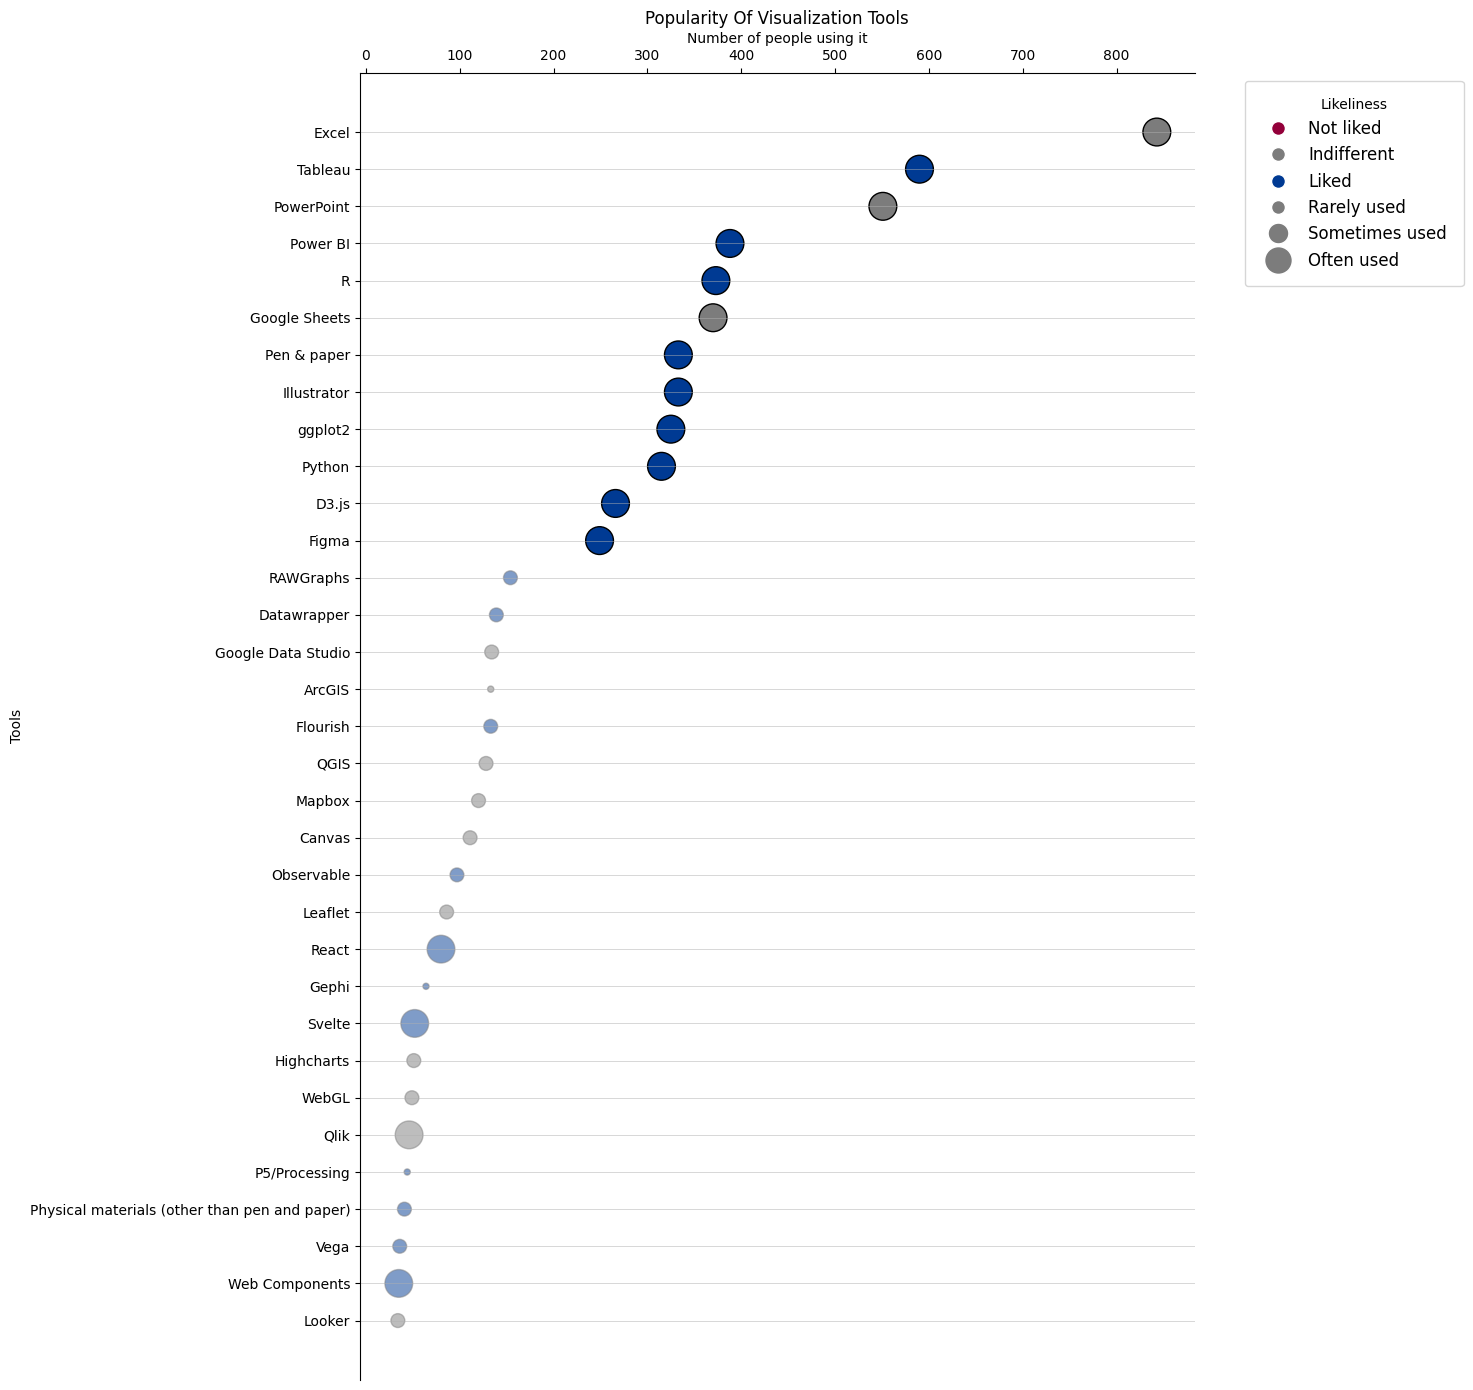 Popularity Of Visualization Tools
Number of people using it
0 100 200 300 400 500 600 700 800
Likeliness
Not liked
Indifferent
Liked
Rarely used
Sometimes used
Often used
Tools
Excel
Tableau
PowerPoint
Power BI
R
Google Sheets
Pen & paper
Illustrator
ggplot2
Python
D3.js
Figma
RAWGraphs
Datawrapper
Google Data Studio
ArcGIS
Flourish
QGIS
Mapbox
Canvas
Observable
Leaflet
React
Gephi
Svelte
Highcharts
WebGL
Qlik
P5/Processing
Physical materials (other than pen and paper)
Vega
Web Components
Looker